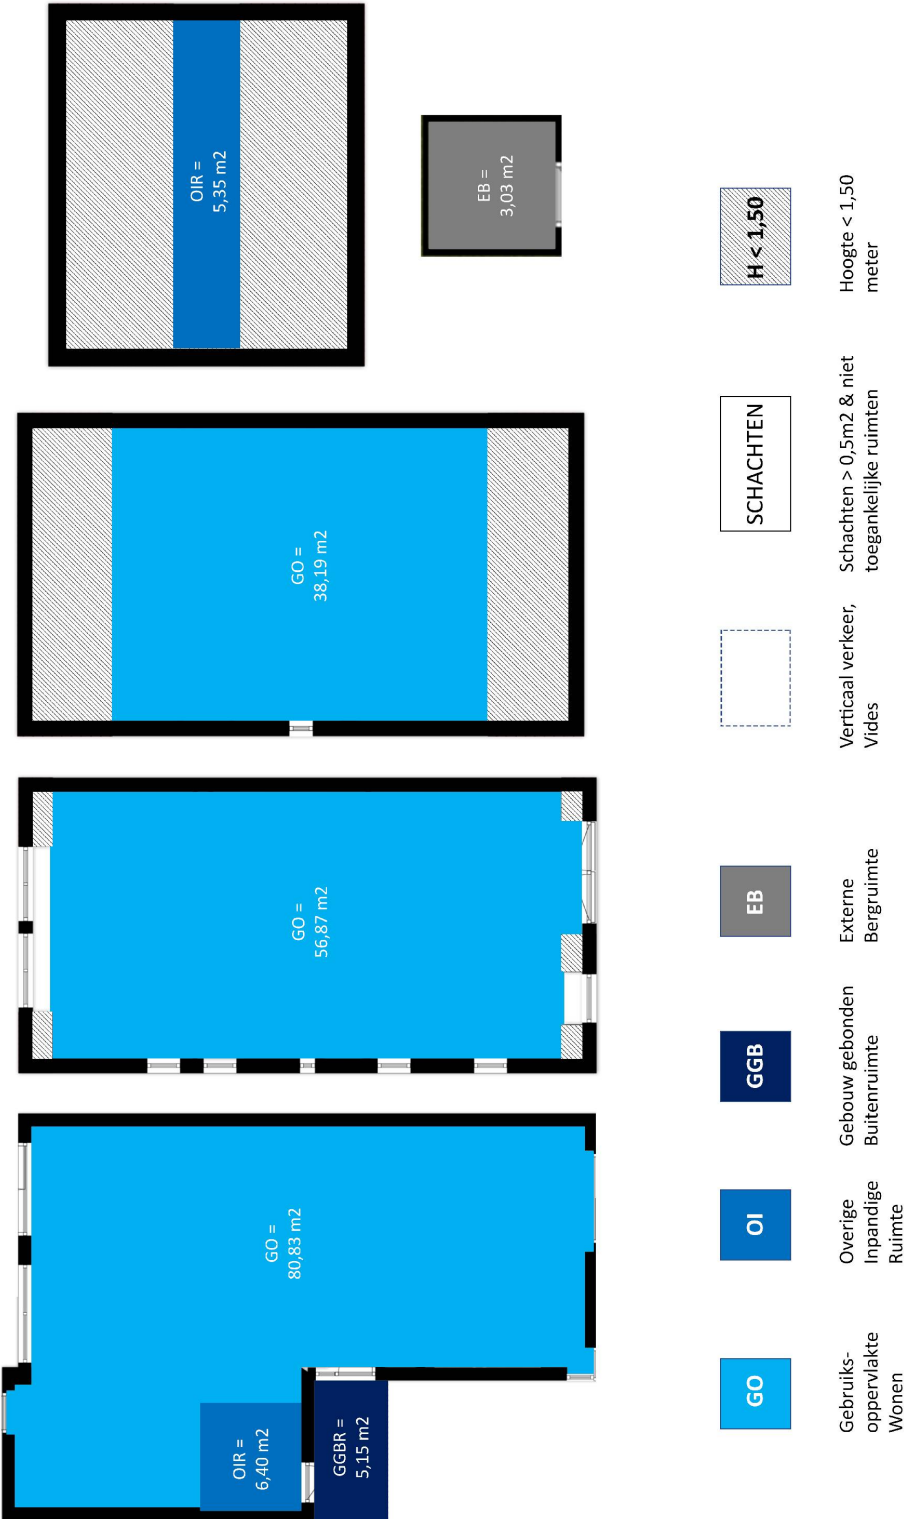 GO =
80,83 m2
OIR =
6,40 m2
GGBR =
5,15 m2
GO =
56,87 m2
GO =
38,19 m2
OIR =
5,35 m2
EB =
3,03 m2
GO
Gebruiks-
oppervlakte
Wonen
OI
Overige
Inpandige
Ruimte
GGB
Gebouw gebonden
Buitenruimte
EB
Externe
Bergruimte
Verticaal verkeer,
Vides
SCHACHTEN
Schachten > 0,5m2 & niet
toegankelijke ruimten
H < 1,50
Hoogte < 1,50
meter